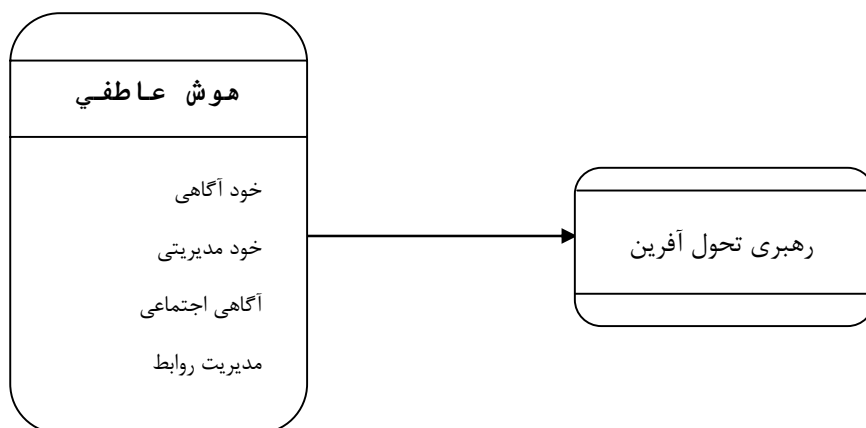 هوش عاطفي
خود آگاهی
خود مدیریتی
آگاهی اجتماعی
مدیریت روابط
رهبری تحول آفرین